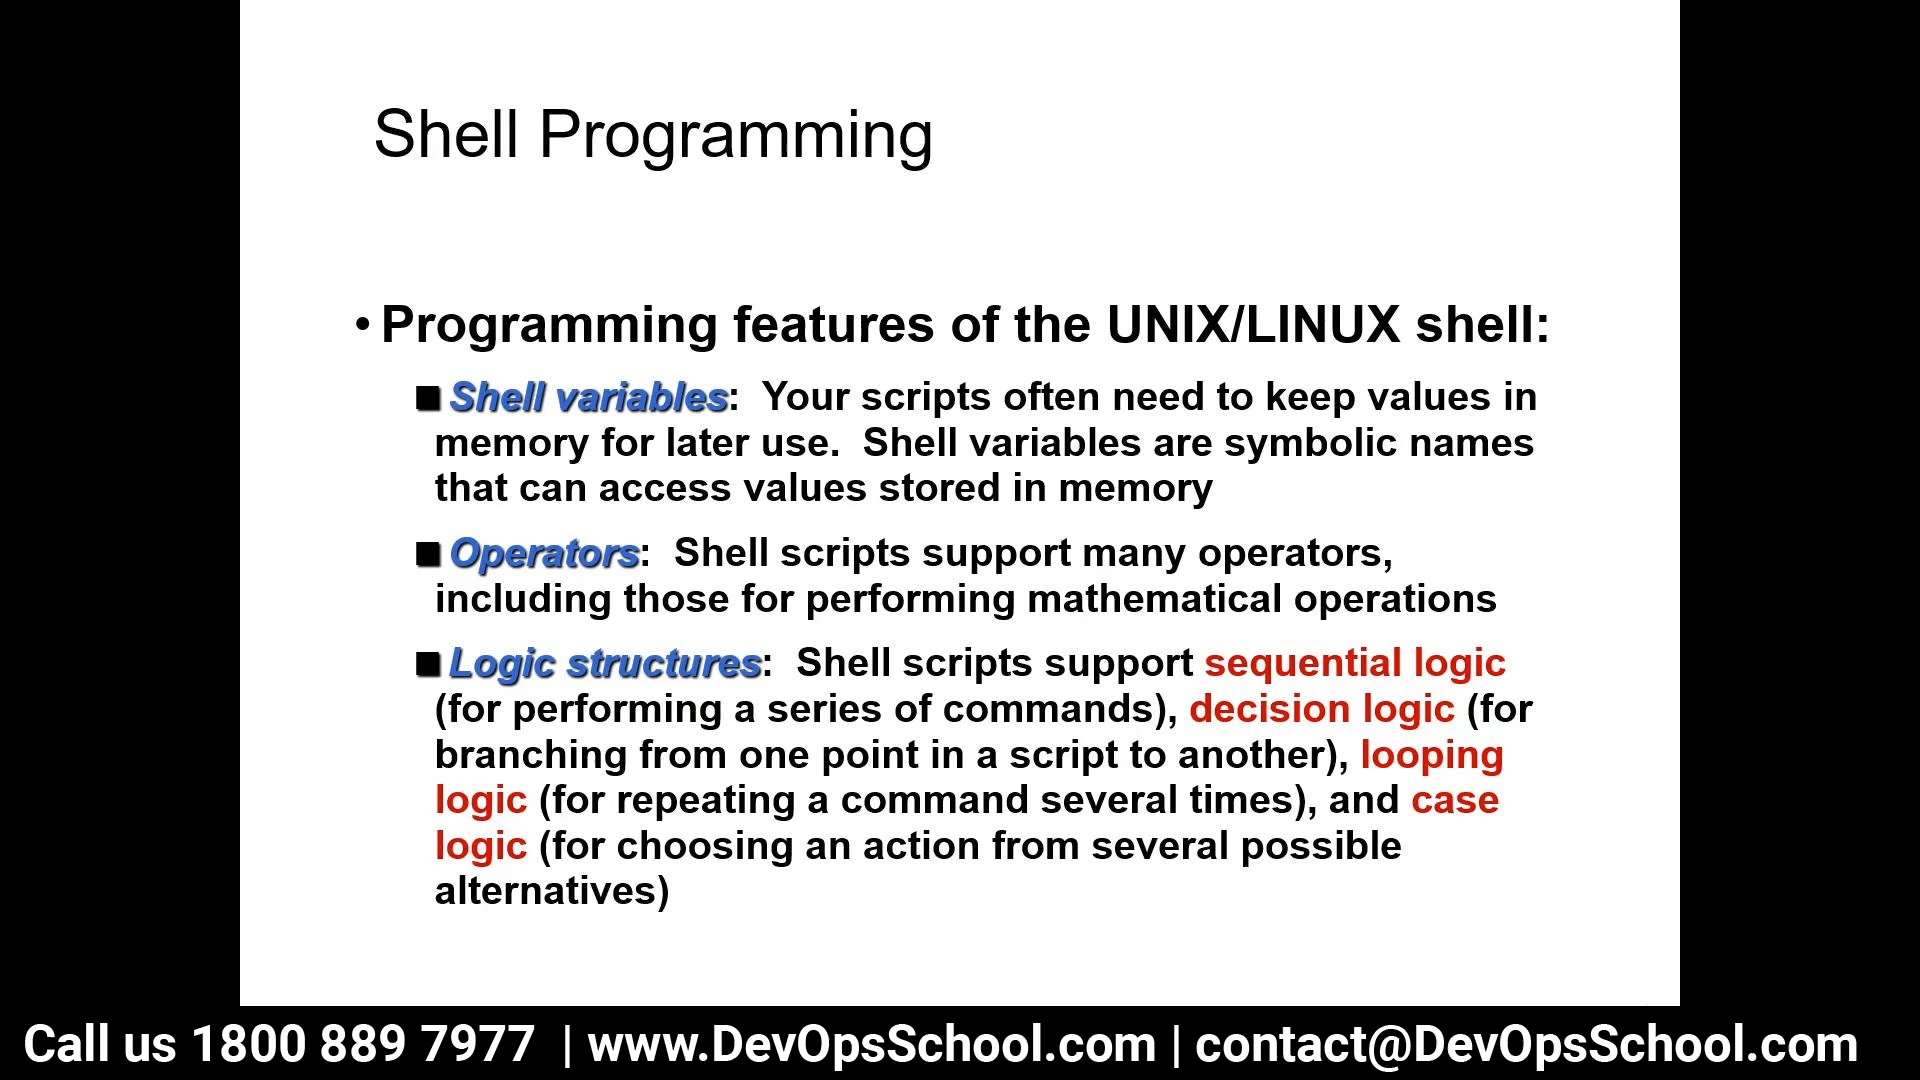 Shell Programming
• Programming features of the UNIX/LINUX shell:
■ Shell variables:  Your scripts often need to keep values in
memory for later use.  Shell variables are symbolic names
that can access values stored in memory
■ Operators:  Shell scripts support many operators,
including those for performing mathematical operations
■ Logic structures:  Shell scripts support sequential logic
(for performing a series of commands), decision logic (for
branching from one point in a script to another), looping
logic (for repeating a command several times), and case
logic (for choosing an action from several possible
alternatives)
Call us 1800 889 7977  | www.DevOpsSchool.com | contact@DevOpsSchool.com